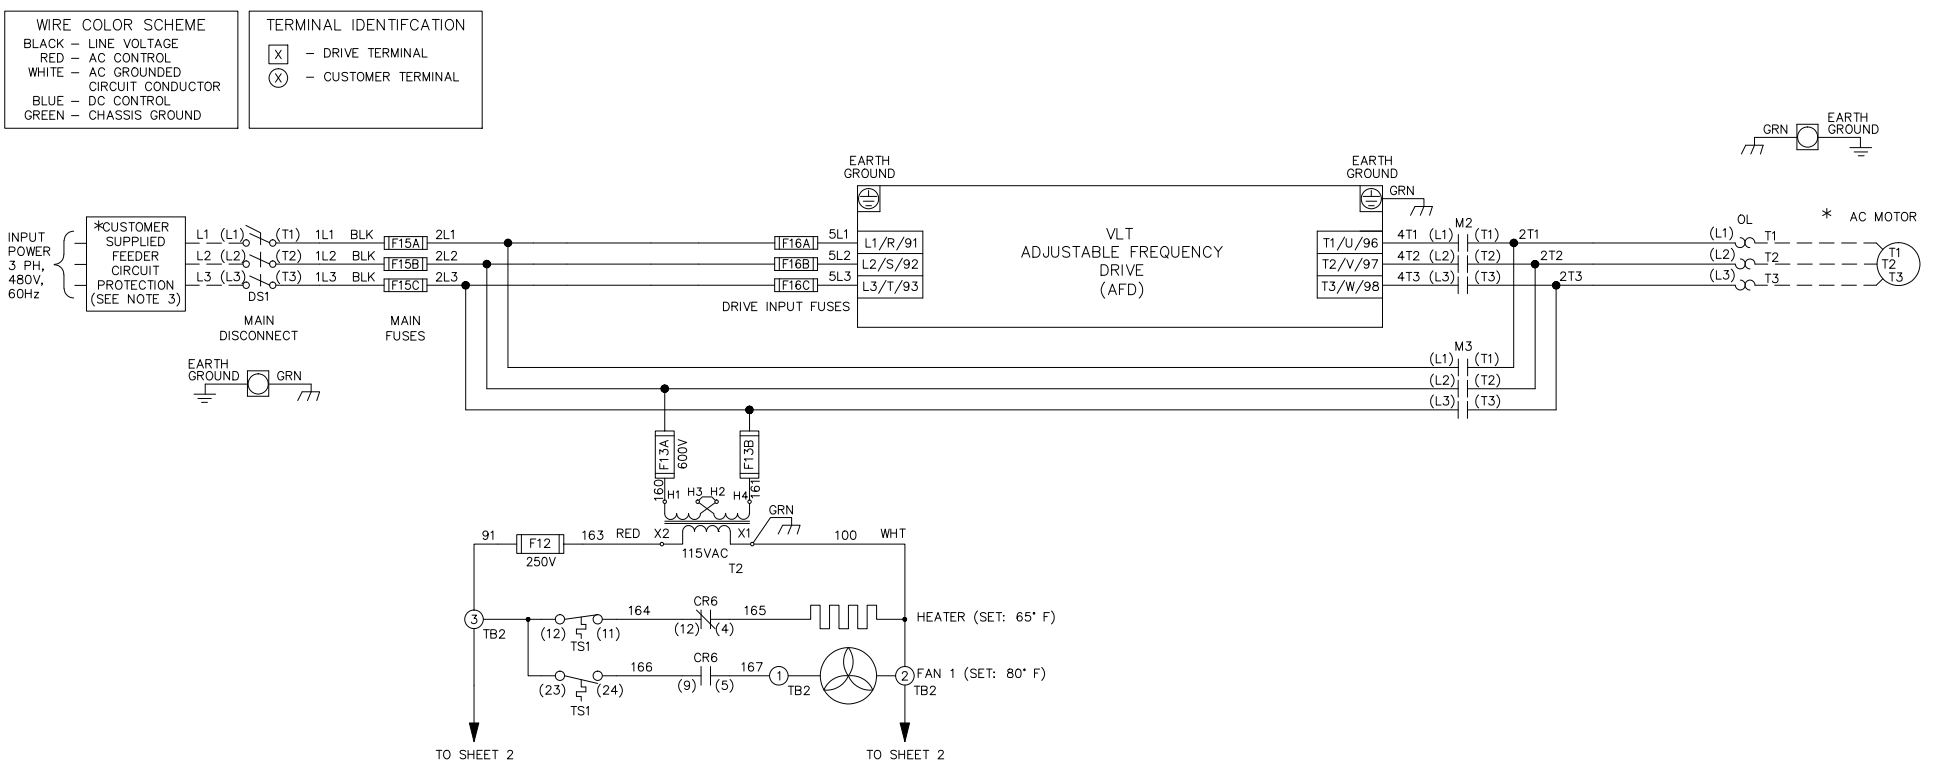 WIRE COLOR SCHEME
BLACK – LINE VOLTAGE
RED – AC CONTROL
WHITE – AC GROUNDED
CIRCUIT CONDUCTOR
BLUE – DC CONTROL
GREEN – CHASSIS GROUND
TERMINAL IDENTIFCATION
X – DRIVE TERMINAL
X – CUSTOMER TERMINAL
GRN
EARTH
GROUND
INPUT
POWER
3 PH,
480V,
60Hz
*CUSTOMER
SUPPLIED
FEEDER
CIRCUIT
PROTECTION
(SEE NOTE 3)
L1 (L1) (T1) 1L1 BLK F15A 2L1
L2 (L2) (T2) 1L2 BLK F15B 2L2
L3 (L3) (T3) 1L3 BLK F15C 2L3
DS1
MAIN
DISCONNECT
MAIN
FUSES
EARTH
GROUND
GRN
F16A 5L1
F16B 5L2
F16C 5L3
DRIVE INPUT FUSES
EARTH
GROUND
L1/R/91
L2/S/92
L3/T/93
VLT
ADJUSTABLE FREQUENCY
DRIVE
(AFD)
EARTH
GROUND
GRN
T1/U/96
T2/V/97
T3/W/98
M2
4T1 (L1) (T1) 2T1
4T2 (L2) (T2) 2T2
4T3 (L3) (T3) 2T3
OL
(L1) T1
(L2) T2
(L3) T3
* AC MOTOR
T1
T2
T3
M3
(L1) (T1)
(L2) (T2)
(L3) (T3)
F13A
600V
F13B
160
161
H1 H3 H2 H4
GRN
91 F12 163 RED X2 X1 100 WHT
250V
115VAC
T2
3
TB2
(12) (11)
TS1
164
CR6
(12) (4)
165
HEATER (SET: 65° F)
(23) (24)
TS1
166
CR6
(9) (5)
167
1
TB2
2
TB2
FAN 1 (SET: 80° F)
TO SHEET 2
TO SHEET 2